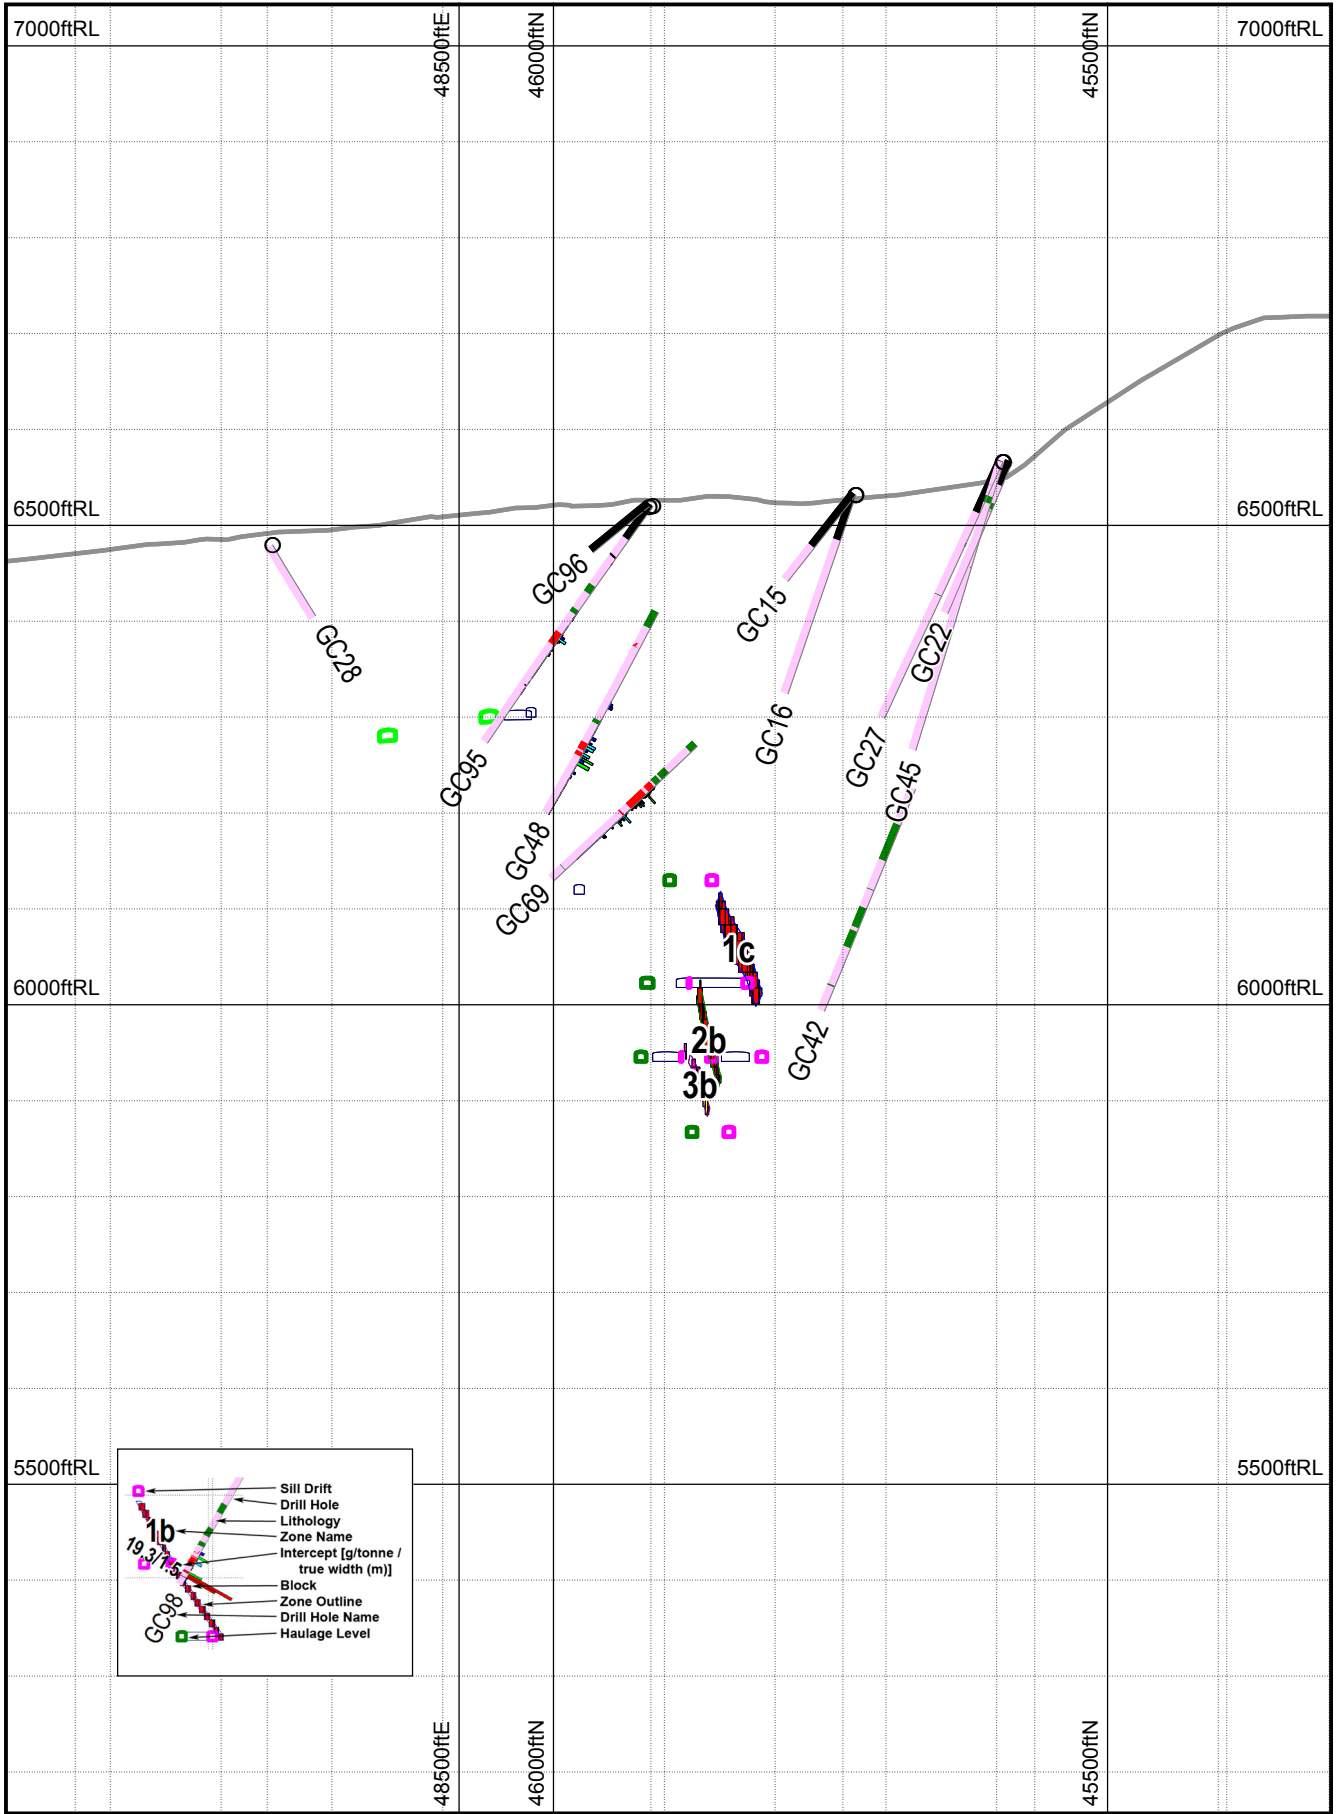 7000ftRL
48500ftE
46000ftN
45500ftN
7000ftRL
6500ftRL
6500ftRL
GC96
GC15
GC28
GC22
GC16
GC27
GC95
GC45
GC48
GC69
1c
6000ftRL
6000ftRL
2b
GC42
3b
5500ftRL
5500ftRL
Sill Drift
Drill Hole
Lithology
Zone Name
Intercept [g/tonne /
true width (m)]
Block
Zone Outline
Drill Hole Name
Haulage Level
1b
19.3/1.5
GC98
48500ftE
46000ftN
45500ftN